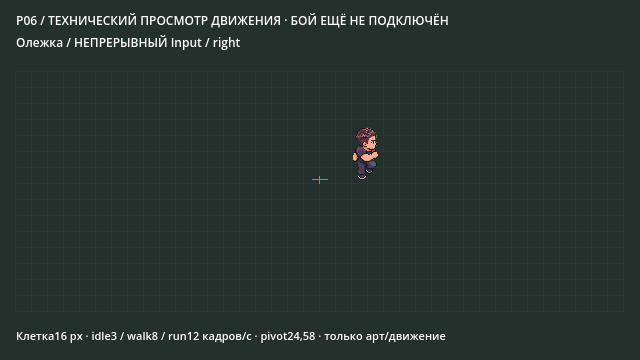 P06 / ТЕХНИЧЕСКИЙ ПРОСМОТР ДВИЖЕНИЯ · БОЙ ЕЩЁ НЕ ПОДКЛЮЧЁН
Олежка / НЕПРЕРЫВНЫЙ Input / right
Клетка16 px · idle3 / walk8 / run12 кадров/с · pivot24,58 · только арт/движение